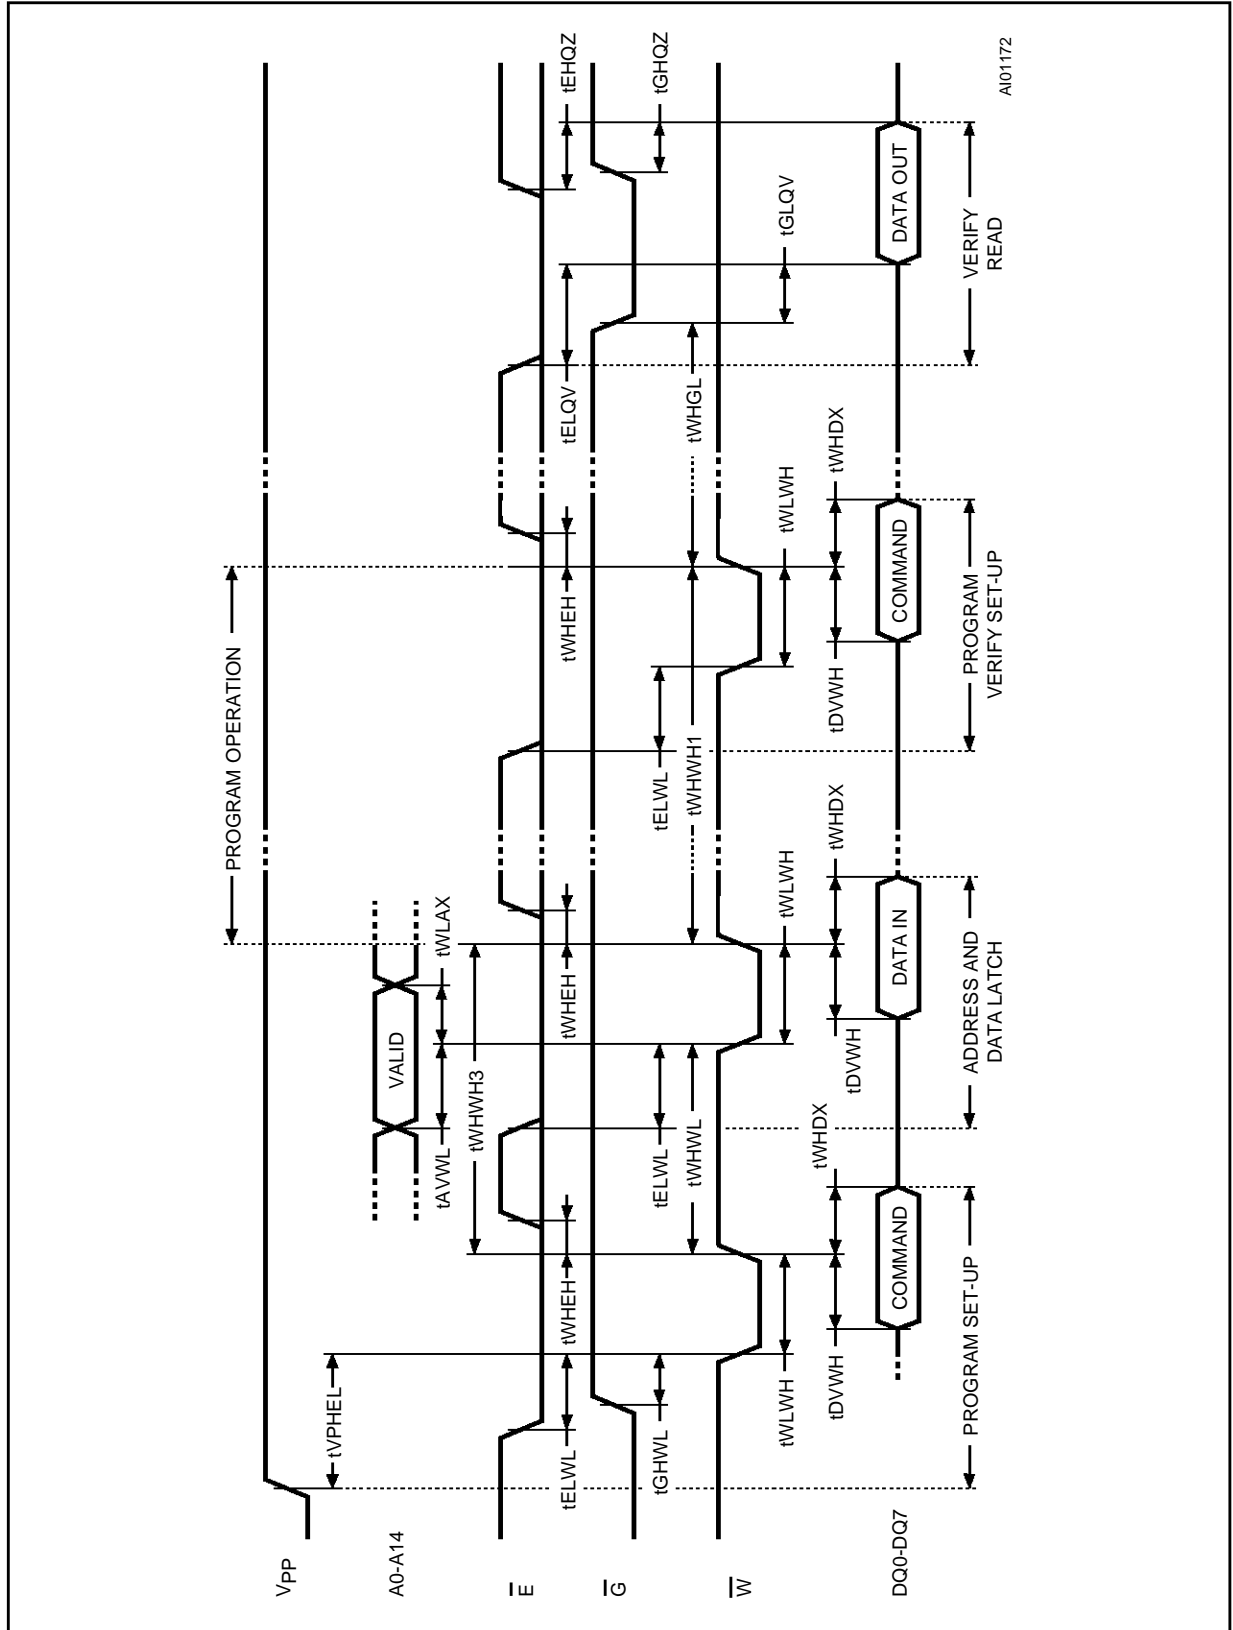 PROGRAM OPERATION
VPP
tVPHEL
A0-A14
VALID
tAVWL
tWLAX
tWHWH3
E
tELWL
tWHEH
tWHEH
tWHEH
tELQV
tEHQZ
G
tGHWL
tELWL
tELWL
tGHQZ
tWHWL
tWHWH1
tWHGL
W
tWLWH
tWLWH
tWLWH
tGLQV
tDVWH
tWHDX
tDVWH
tWHDX
tDVWH
tWHDX
DQ0-DQ7
COMMAND
DATA IN
COMMAND
DATA OUT
PROGRAM SET-UP
ADDRESS AND
DATA LATCH
PROGRAM
VERIFY SET-UP
VERIFY
READ
AI01172